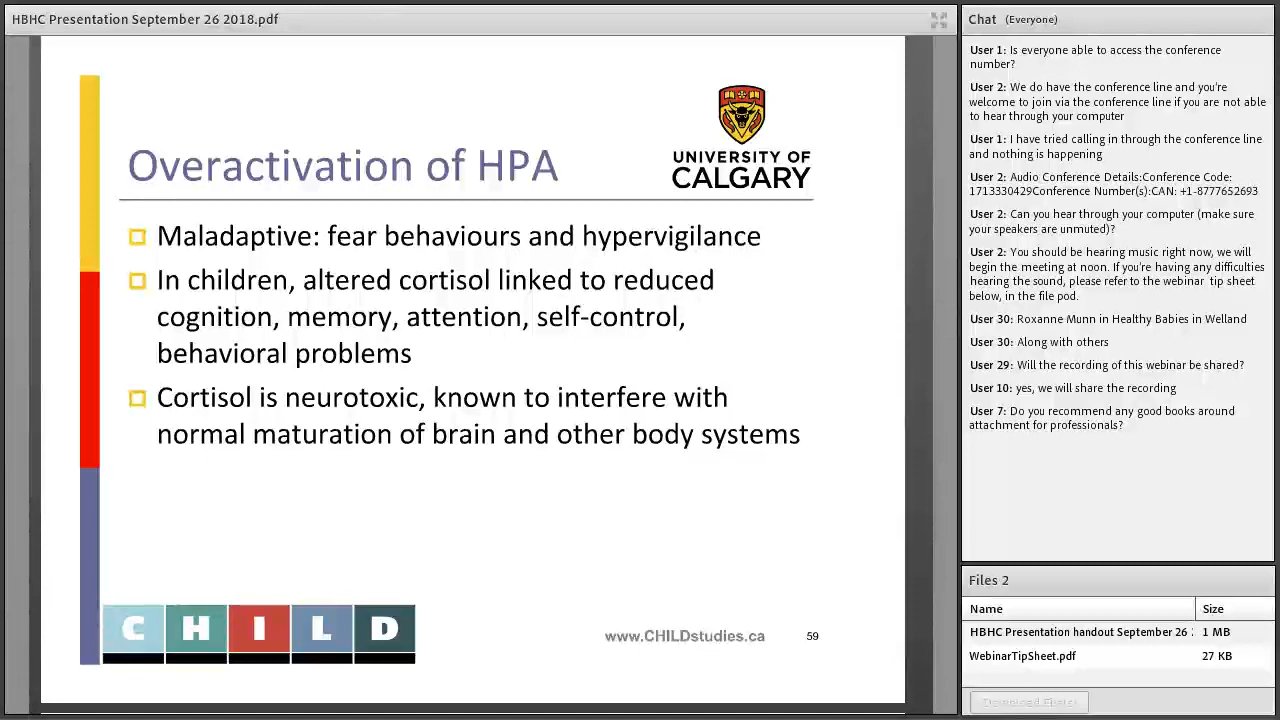 HBHC Presentation September 26 2018.pdf
Overactivation of HPA
UNIVERSITY OF
CALGARY
Maladaptive: fear behaviours and hypervigilance
In children, altered cortisol linked to reduced
cognition, memory, attention, self-control,
behavioral problems
Cortisol is neurotoxic, known to interfere with
normal maturation of brain and other body systems
C H I L D
www.CHILDstudies.ca
59
Chat (Everyone)
User 1: Is everyone able to access the conference
number?
User 2: We do have the conference line and you're
welcome to join via the conference line if you are not able
to hear through your computer
User 1: I have tried calling in through the conference line
and nothing is happening
User 2: Audio Conference Details:Conference Code:
1713330429Conference Number(s):CAN: +1-8777652693
User 2: Can you hear through your computer (make sure
your speakers are unmuted)?
User 2: You should be hearing music right now, we will
begin the meeting at noon. If you're having any difficulties
hearing the sound, please refer to the webinar tip sheet
below, in the file pod.
User 30: Roxanne Munn in Healthy Babies in Welland
User 30: Along with others
User 29: Will the recording of this webinar be shared?
User 10: yes, we will share the recording
User 7: Do you recommend any good books around
attachment for professionals?
Files 2
Name Size
HBHC Presentation handout September 26 1 MB
WebinarTipSheet.pdf 27 KB
Download File(s)